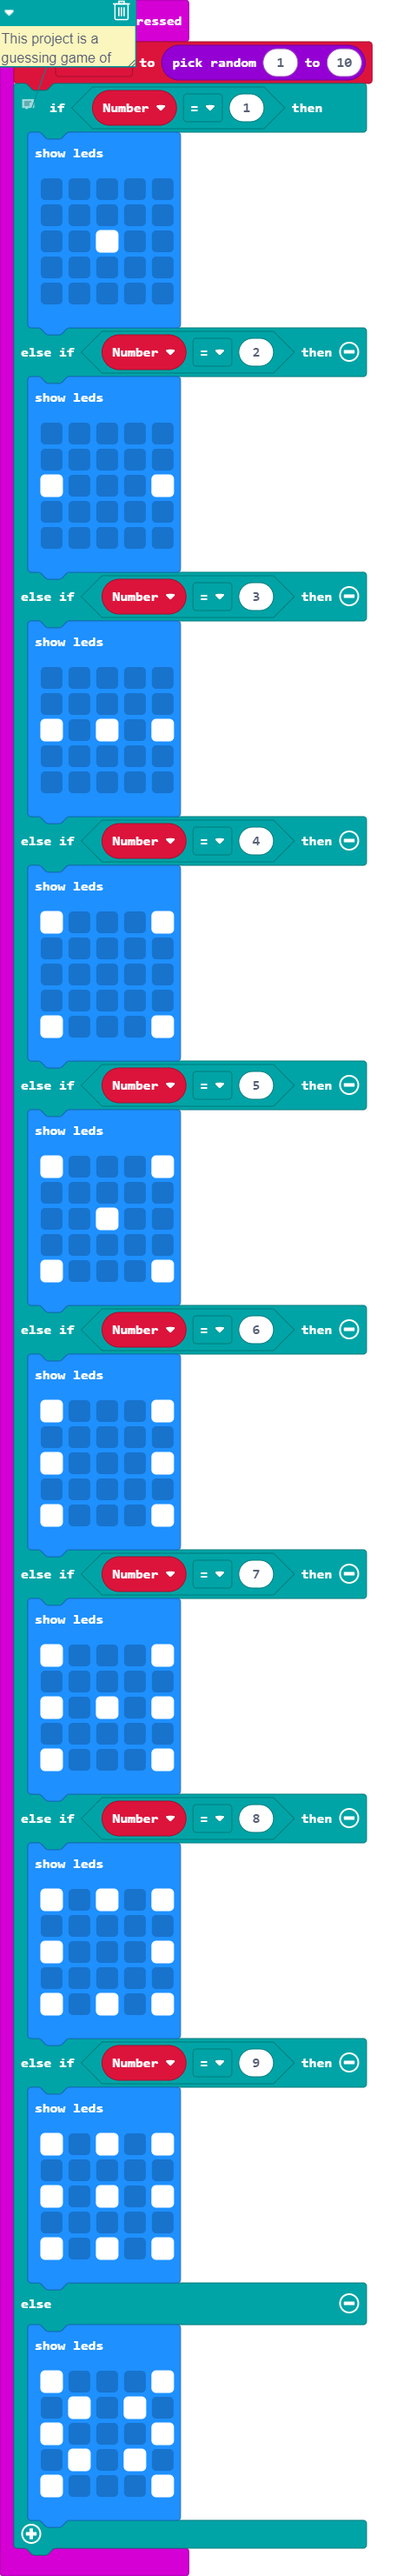 ressed
This project is a
guessing game of
to pick random 1 to 10
if Number = 1 then
show leds
else if Number = 2 then
show leds
else if Number = 3 then
show leds
else if Number = 4 then
show leds
else if Number = 5 then
show leds
else if Number = 6 then
show leds
else if Number = 7 then
show leds
else if Number = 8 then
show leds
else if Number = 9 then
show leds
else
show leds